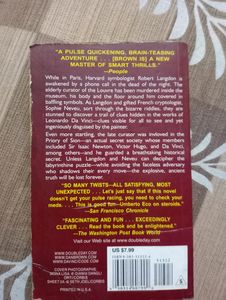 "A PULSE QUICKENING, BRAIN-TEASING
ADVENTURE . . . . [BROWN IS] A NEW
MASTER OF SMART THRILLS."
—People
While in Paris, Harvard symbologist Robert Langdon is
awakened by a phone call in the dead of the night. The
elderly curator of the Louvre has been murdered inside the
museum, his body and the floor around him covered in
baffling symbols. As Langdon and gifted French cryptologist,
Sophie Neveu, sort through the bizarre riddles, they are
stunned to discover a trail of clues hidden in the works of
Leonardo Da Vinci—clues visible for all to see and yet
ingeniously disguised by the painter.
Even more startling, the late curator was involved in the
Priory of Sion—an actual secret society whose members
included Sir Isaac Newton, Victor Hugo, and Da Vinci,
among others—and he guarded a breathtaking historical
secret. Unless Langdon and Neveu can decipher the
labyrinthine puzzle—while avoiding the faceless adversary
who shadows their every move—the explosive, ancient
truth will be lost forever.
"SO MANY TWISTS—ALL SATISFYING, MOST
UNEXPECTED . . . . Let's just say that if this novel
doesn't get your pulse racing, you need to check your
meds. . . . This is good fun—Umberto Eco on steroids."
—San Francisco Chronicle
"FASCINATING AND FUN . . . EXCEEDINGLY
CLEVER . . . Read the book and be enlightened."
—The Washington Post Book World
Visit our Web site at www.doubleday.com
WWW.DOUBLEDAY.COM
WWW.DANBROWN.COM
WWW.DAVINCICODE.COM
COVER PHOTOGRAPHS:
PRINTED IN U.S.A.
US $7.99